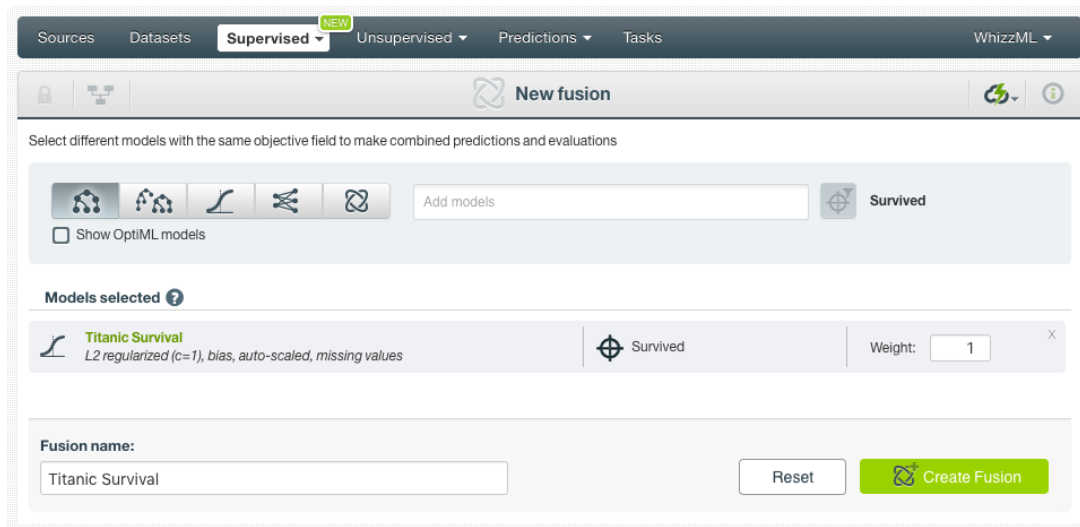 NEW
Sources Datasets Supervised Unsupervised Predictions Tasks WhizzML
New fusion
Select different models with the same objective field to make combined predictions and evaluations
Add models
Survived
Show OptiML models
Models selected ?
Titanic Survival
L2 regularized (c=1), bias, auto-scaled, missing values
Survived
Weight: 1
X
Fusion name:
Titanic Survival
Reset
Create Fusion